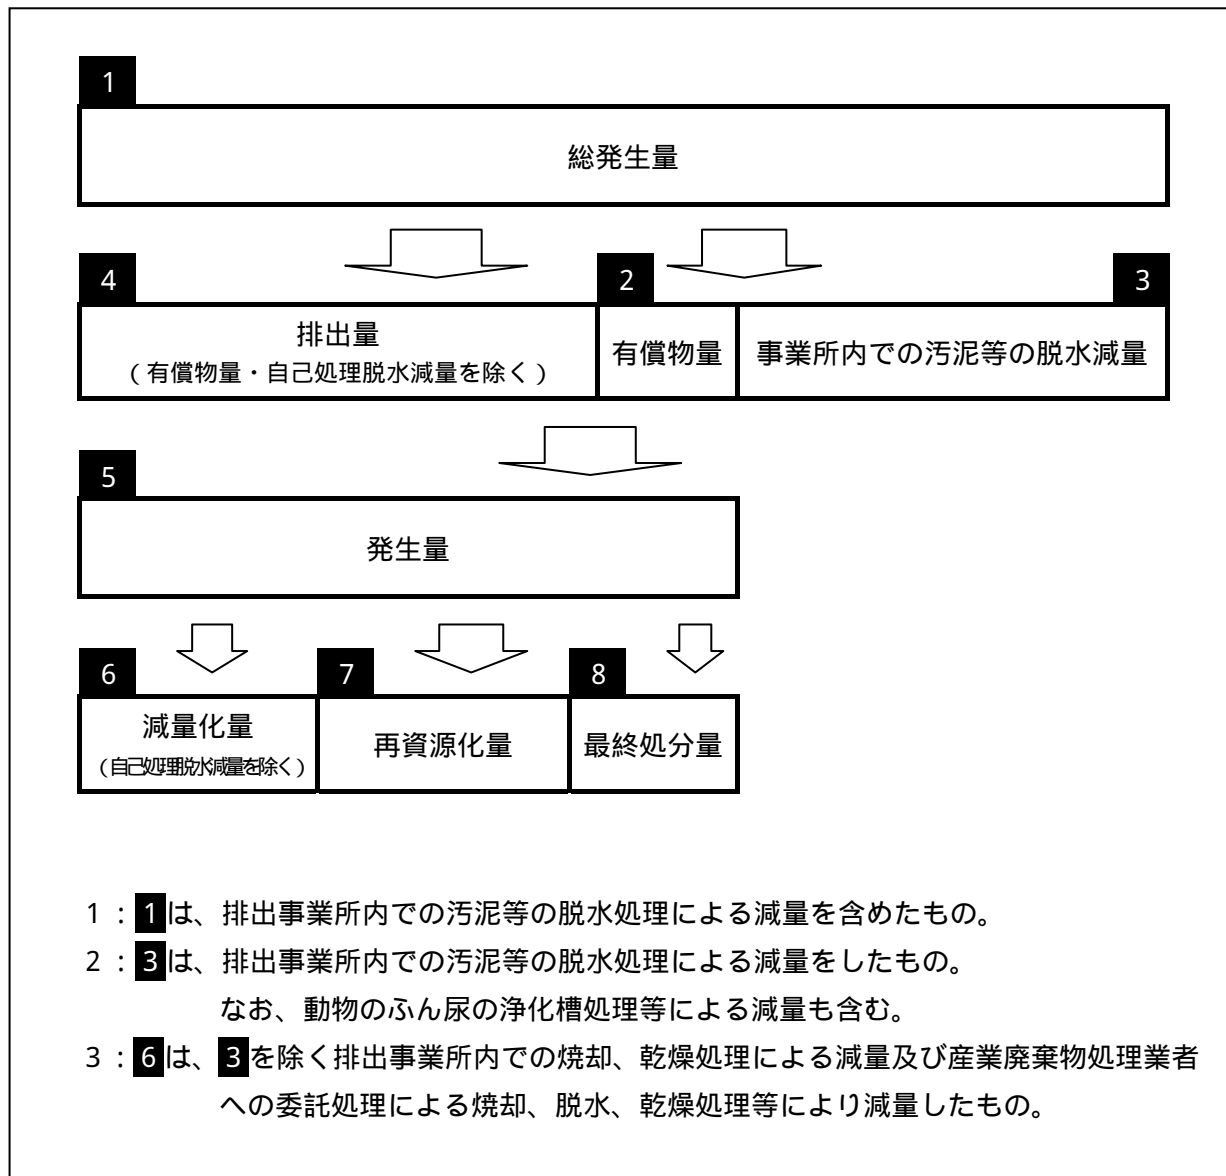 1
総発生量
4
2
3
排出量
（有償物量・自己処理脱水減量を除く）
有償物量
事業所内での汚泥等の脱水減量
5
発生量
6
7
8
減量化量
（自己処理脱水減量を除く）
再資源化量
最終処分量
1：1は、排出事業所内での汚泥等の脱水処理による減量を含めたもの。
2：3は、排出事業所内での汚泥等の脱水処理による減量をしたもの。
なお、動物のふん尿の浄化槽処理等による減量も含む。
3：6は、3を除く排出事業所内での焼却、乾燥処理による減量及び産業廃棄物処理業者
への委託処理による焼却、脱水、乾燥処理等により減量したもの。